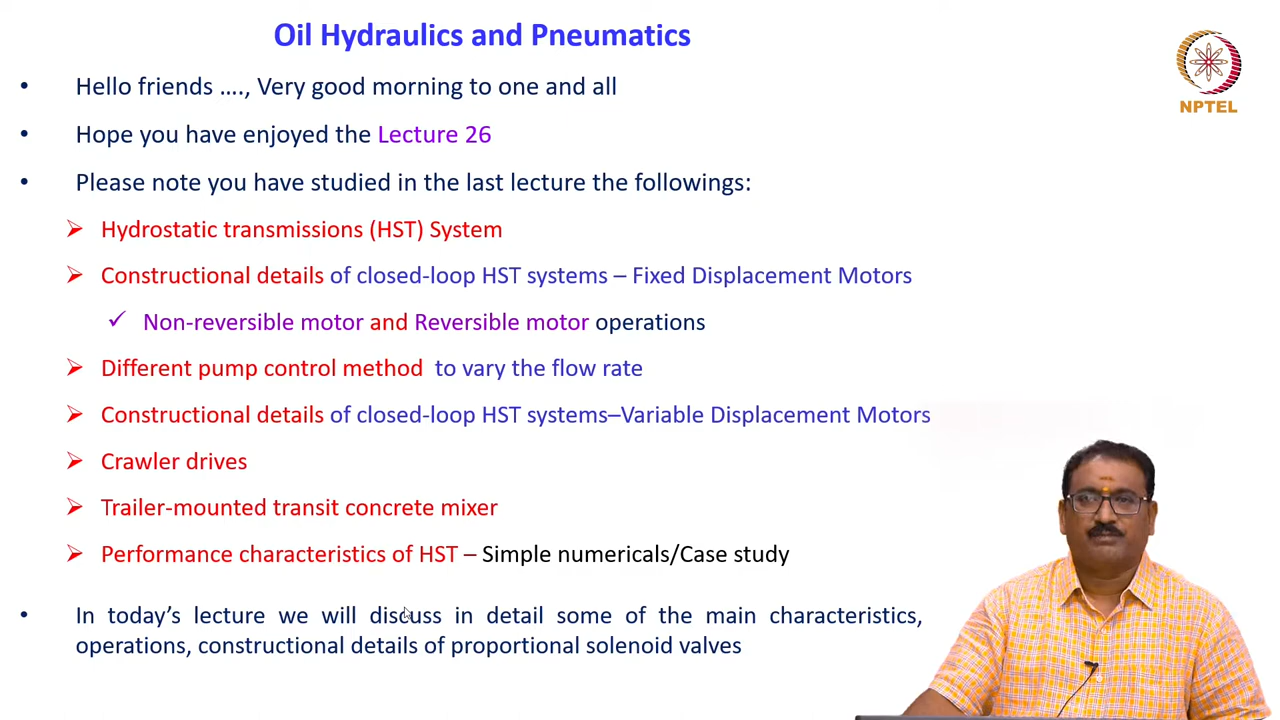 Oil Hydraulics and Pneumatics
NPTEL
• Hello friends …., Very good morning to one and all
• Hope you have enjoyed the Lecture 26
• Please note you have studied in the last lecture the followings:
➢ Hydrostatic transmissions (HST) System
➢ Constructional details of closed-loop HST systems – Fixed Displacement Motors
✓ Non-reversible motor and Reversible motor operations
➢ Different pump control method to vary the flow rate
➢ Constructional details of closed-loop HST systems–Variable Displacement Motors
➢ Crawler drives
➢ Trailer-mounted transit concrete mixer
➢ Performance characteristics of HST – Simple numericals/Case study
• In today’s lecture we will discuss in detail some of the main characteristics,
operations, constructional details of proportional solenoid valves